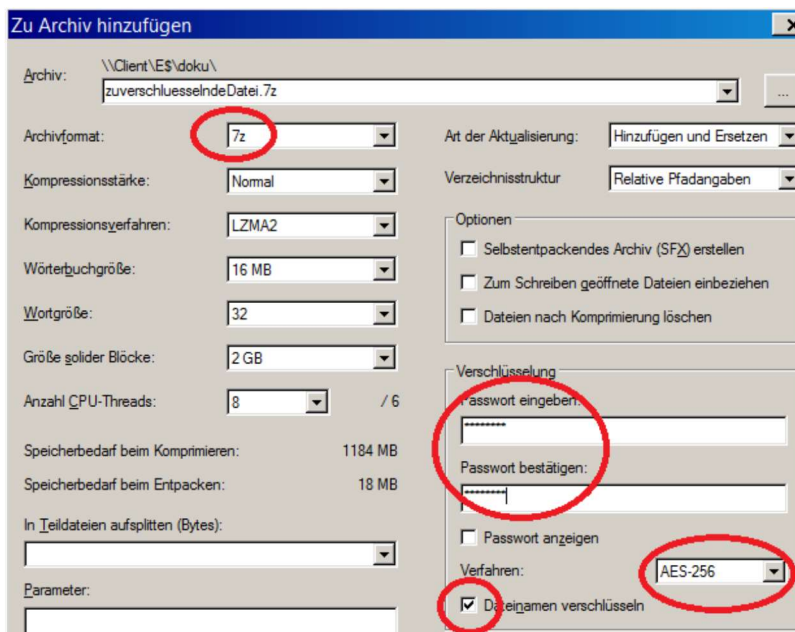 Zu Archiv hinzufügen
Archiv:
\\Client\E$\doku\
zuverschluesselndeDatei.7z
...
Archivformat:
7z
Kompressionsstärke:
Normal
Kompressionsverfahren:
LZMA2
Wörterbuchgröße:
16 MB
Wortgröße:
32
Größe solider Blöcke:
2 GB
Anzahl CPU-Threads:
8
/ 6
Speicherbedarf beim Komprimieren:
1184 MB
Speicherbedarf beim Entpacken:
18 MB
In Teildateien aufsplitten (Bytes):
Parameter:
Art der Aktualisierung:
Hinzufügen und Ersetzen
Verzeichnisstruktur
Relative Pfadangaben
Optionen
Selbstentpackendes Archiv (SFX) erstellen
Zum Schreiben geöffnete Dateien einbeziehen
Dateien nach Komprimierung löschen
Verschlüsselung
Passwort eingeben:
********
Passwort bestätigen:
********
Passwort anzeigen
Verfahren:
AES-256
Dateinamen verschlüsseln